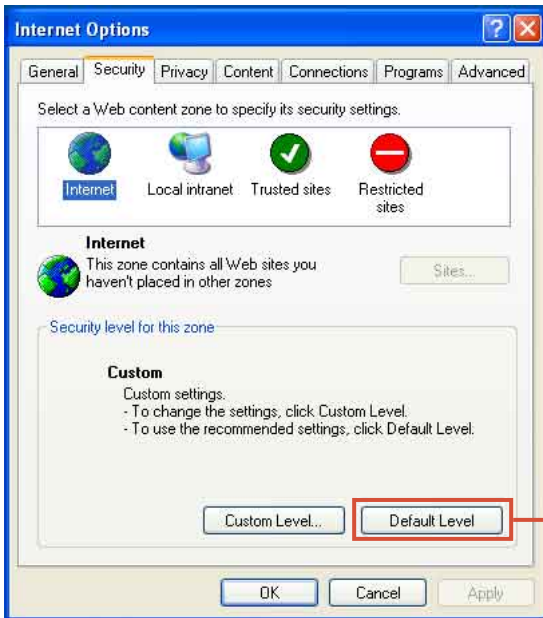 Internet Options
?
X
General Security Privacy Content Connections Programs Advanced
Select a Web content zone to specify its security settings.
Internet Local intranet Trusted sites Restricted sites
Internet
This zone contains all Web sites you
haven't placed in other zones
Sites...
Security level for this zone
Custom
Custom settings.
- To change the settings, click Custom Level.
- To use the recommended settings, click Default Level.
Custom Level... Default Level
OK Cancel Apply